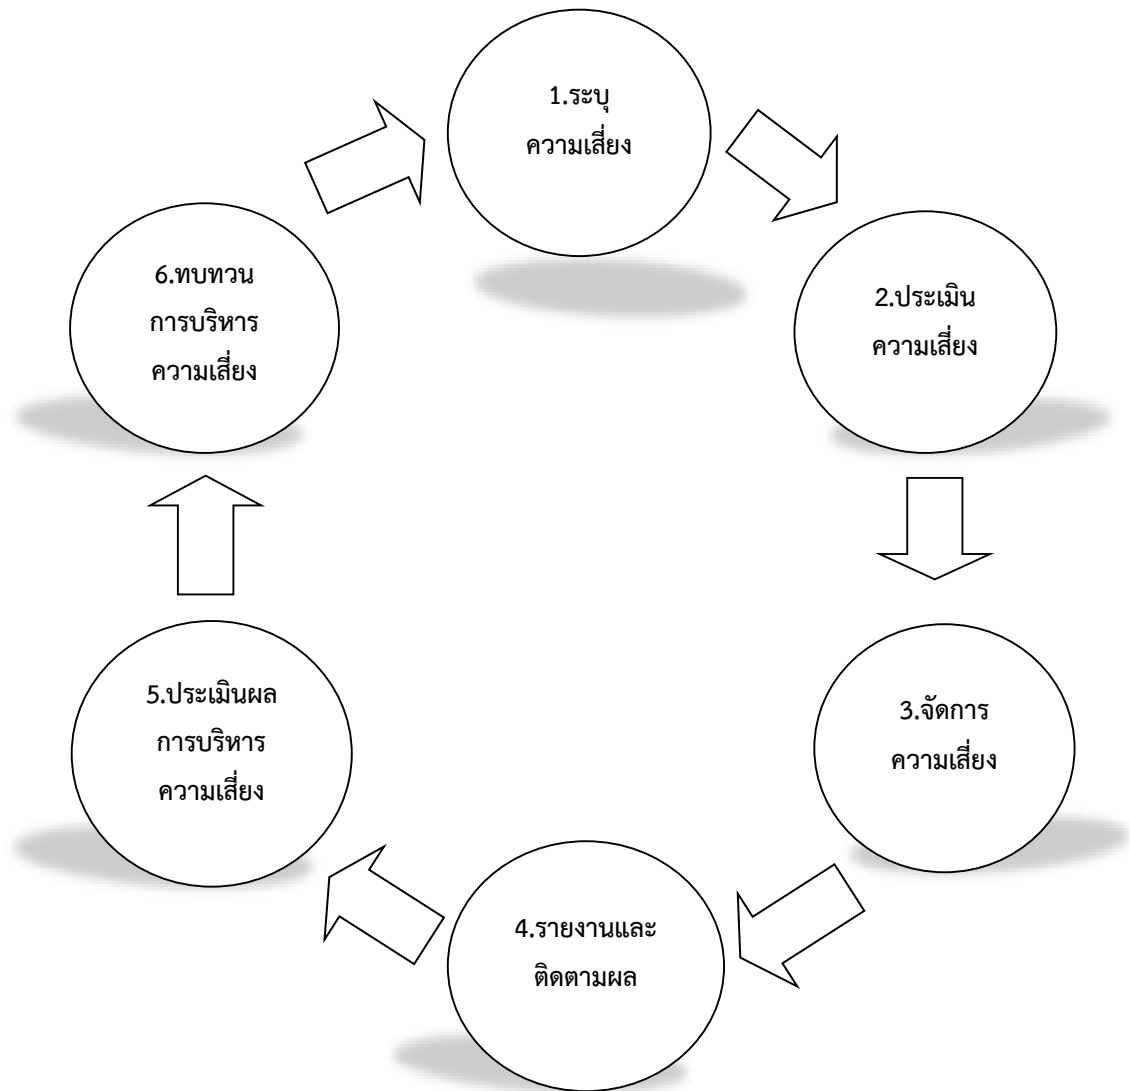 1.ระบุ
ความเสี่ยง
2.ประเมิน
ความเสี่ยง
3.จัดการ
ความเสี่ยง
4.รายงานและ
ติดตามผล
5.ประเมินผล
การบริหาร
ความเสี่ยง
6.ทบทวน
การบริหาร
ความเสี่ยง